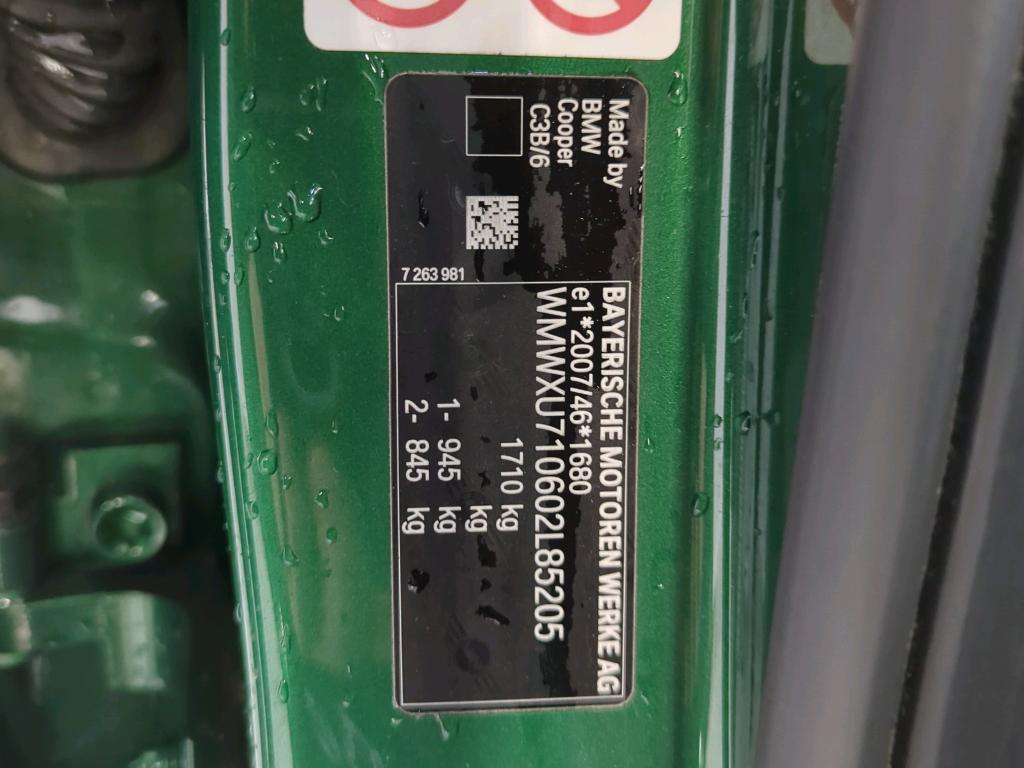 Made by
BMW
Cooper
C3B/6
7 263 981
BAYERISCHE MOTOREN WERKE AG
e1*2007/46*1680
WMWXU710602L85205
1710 kg
kg
1- 945 kg
2- 845 kg